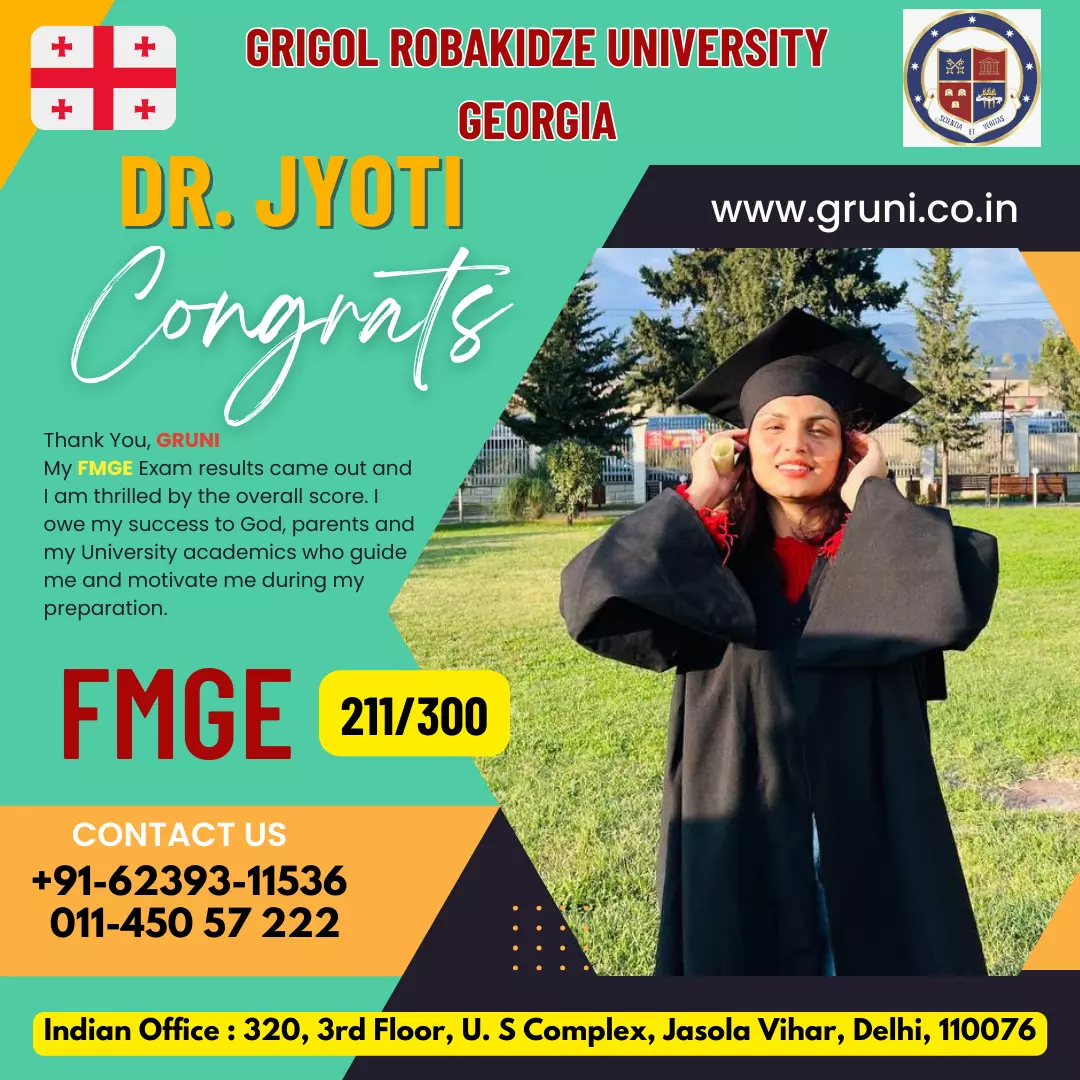 GRIGOL ROBAKIDZE UNIVERSITY
GEORGIA
SCIENTIA ET VERITAS
DR. JYOTI
www.gruni.co.in
Congrats
Thank You, GRUNI
My FMGE Exam results came out and
I am thrilled by the overall score. I
owe my success to God, parents and
my University academics who guide
me and motivate me during my
preparation.
FMGE
211/300
CONTACT US
+91-62393-11536
011-450 57 222
Indian Office : 320, 3rd Floor, U. S Complex, Jasola Vihar, Delhi, 110076